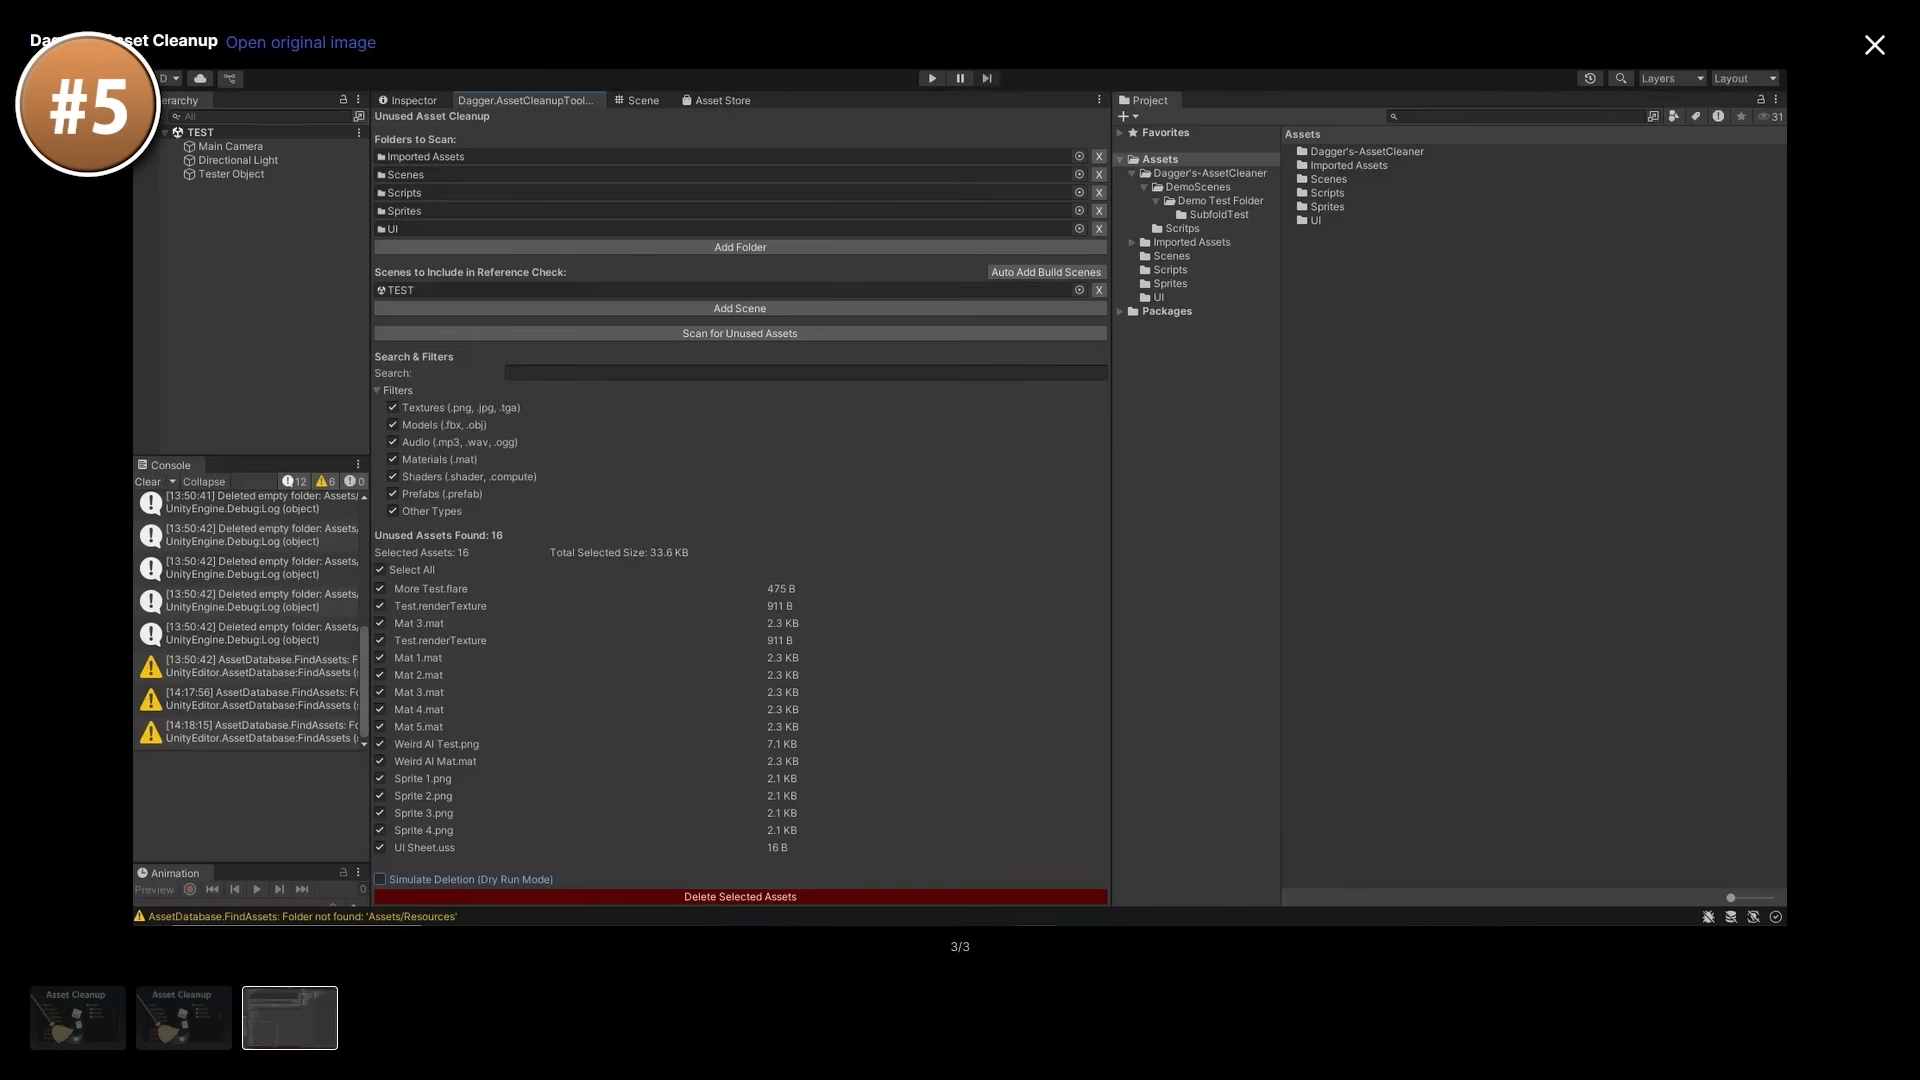 #5
Asset Cleanup
Open original image
Layers
Layout
All
TEST
Main Camera
Directional Light
Tester Object
Console
Clear
Collapse
12
6
0
[13:50:41] Deleted empty folder: Assets/
UnityEngine.Debug:Log (object)
[13:50:42] Deleted empty folder: Assets/
UnityEngine.Debug:Log (object)
[13:50:42] Deleted empty folder: Assets/
UnityEngine.Debug:Log (object)
[13:50:42] Deleted empty folder: Assets/
UnityEngine.Debug:Log (object)
[13:50:42] Deleted empty folder: Assets/
UnityEngine.Debug:Log (object)
[13:50:42] AssetDatabase.FindAssets: F
UnityEditor.AssetDatabase:FindAssets (
[14:17:56] AssetDatabase.FindAssets: Fo
UnityEditor.AssetDatabase:FindAssets (
[14:18:15] AssetDatabase.FindAssets: Fo
UnityEditor.AssetDatabase:FindAssets (
Animation
Preview
0
AssetDatabase.FindAssets: Folder not found: 'Assets/Resources'
Inspector
Dagger.AssetCleanupTool...
Scene
Asset Store
Unused Asset Cleanup
Folders to Scan:
Imported Assets X
Scenes X
Scripts X
Sprites X
UI X
Add Folder
Scenes to Include in Reference Check:
Auto Add Build Scenes
TEST X
Add Scene
Scan for Unused Assets
Search & Filters
Search:
Filters
Textures (.png, .jpg, .tga)
Models (.fbx, .obj)
Audio (.mp3, .wav, .ogg)
Materials (.mat)
Shaders (.shader, .compute)
Prefabs (.prefab)
Other Types
Unused Assets Found: 16
Selected Assets: 16 Total Selected Size: 33.6 KB
Select All
More Test.flare 475 B
Test.renderTexture 911 B
Mat 3.mat 2.3 KB
Test.renderTexture 911 B
Mat 1.mat 2.3 KB
Mat 2.mat 2.3 KB
Mat 3.mat 2.3 KB
Mat 4.mat 2.3 KB
Mat 5.mat 2.3 KB
Weird AI Test.png 7.1 KB
Weird AI Mat.mat 2.3 KB
Sprite 1.png 2.1 KB
Sprite 2.png 2.1 KB
Sprite 3.png 2.1 KB
Sprite 4.png 2.1 KB
UI Sheet.uss 16 B
Simulate Deletion (Dry Run Mode)
Delete Selected Assets
Project
31
Favorites
Assets
Dagger's-AssetCleaner
DemoScenes
Demo Test Folder
SubfoldTest
Scritps
Imported Assets
Scenes
Scripts
Sprites
UI
Packages
Assets
Dagger's-AssetCleaner
Imported Assets
Scenes
Scripts
Sprites
UI
3/3
Asset Cleanup
Asset Cleanup